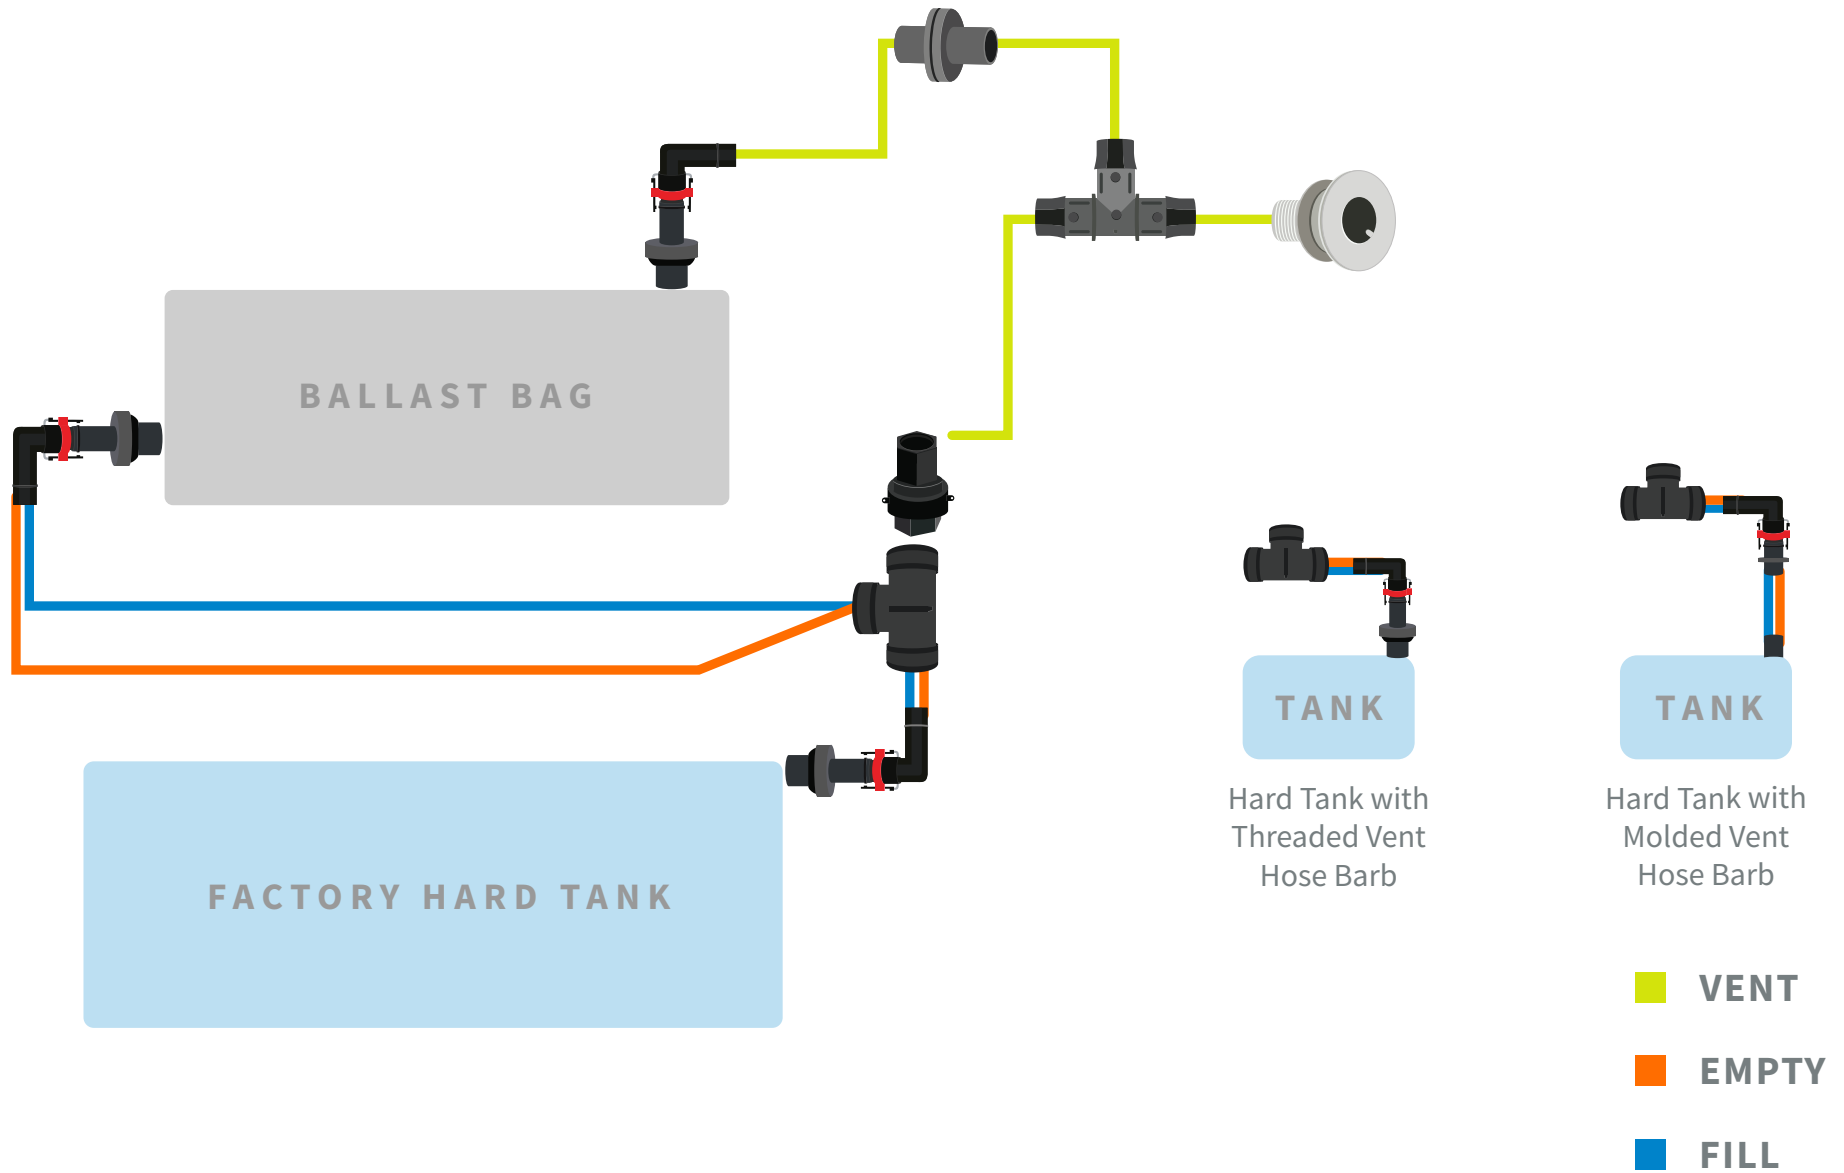 BALLAST BAG
FACTORY HARD TANK
TANK
Hard Tank with
Threaded Vent
Hose Barb
TANK
Hard Tank with
Molded Vent
Hose Barb
VENT
EMPTY
FILL